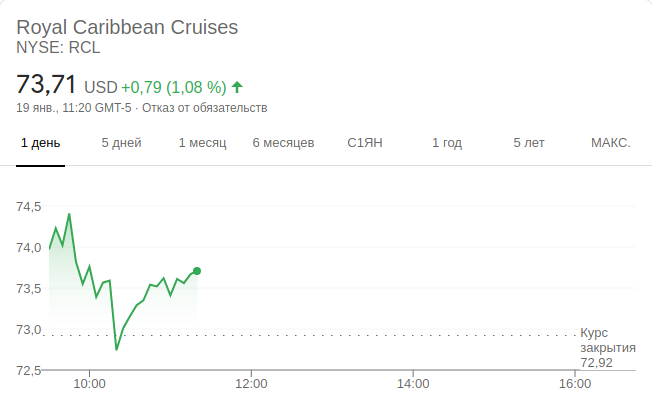 Royal Caribbean Cruises
NYSE: RCL
73,71 USD +0,79 (1,08 %)
19 янв., 11:20 GMT-5 · Отказ от обязательств
1 день 5 дней 1 месяц 6 месяцев С1ЯН 1 год 5 лет МАКС.
74,5
74,0
73,5
73,0
Курс
закрытия
72,92
72,5
10:00 12:00 14:00 16:00